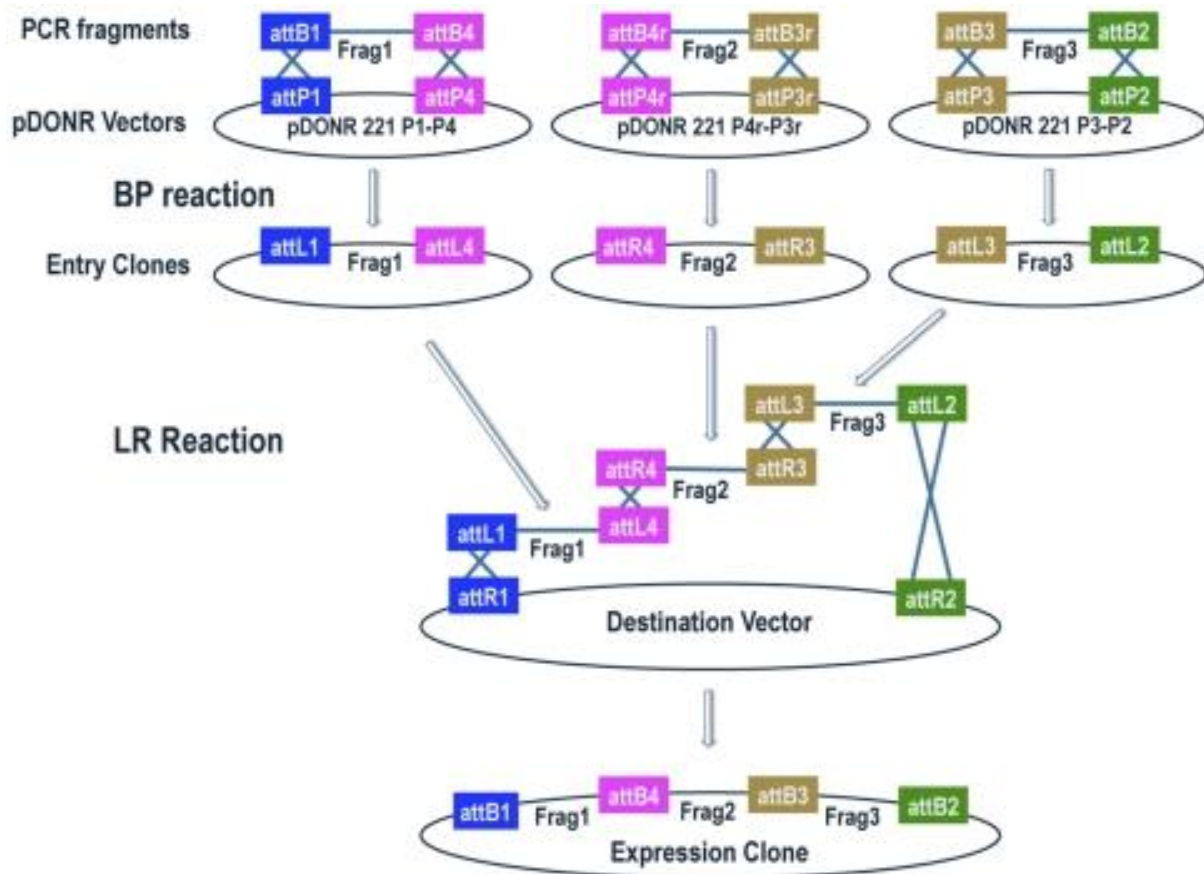 PCR fragments
attB1 Frag1 attB4 attB4r Frag2 attB3r attB3 Frag3 attB2
attP1 attP4 attP4r attP3r attP3 attP2
pDONR Vectors pDONR 221 P1-P4 pDONR 221 P4r-P3r pDONR 221 P3-P2
BP reaction
attL1 attL4 attR4 attR3 attL3 attL2
Entry Clones Frag1 Frag2 Frag3
attL3 Frag3 attL2
LR Reaction
attR4 Frag2 attR3
attL1 Frag1 attL4
attR1 attR2
Destination Vector
attB1 Frag1 attB4 Frag2 attB3 Frag3 attB2
Expression Clone